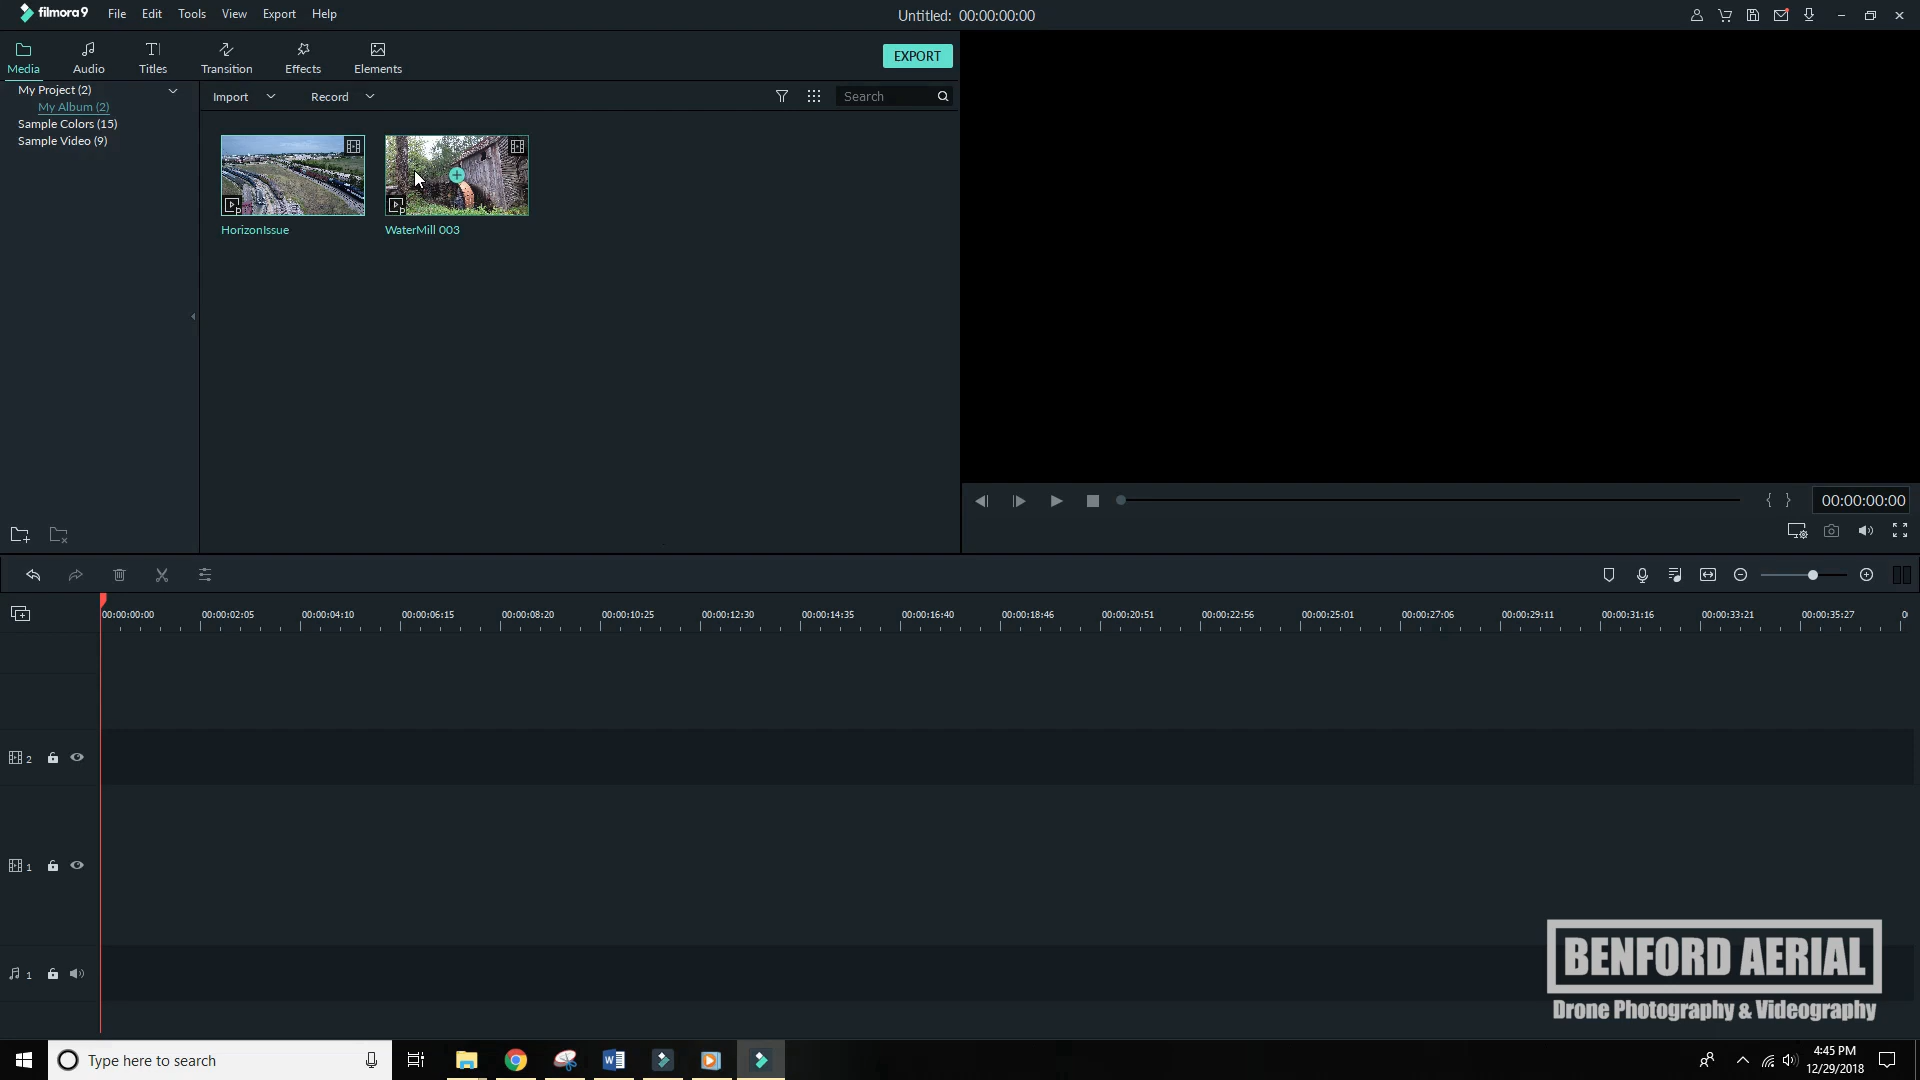 filmora9 File Edit Tools View Export Help
Untitled: 00:00:00:00
Media Audio Titles Transition Effects Elements
EXPORT
My Project (2)
My Album (2)
Sample Colors (15)
Sample Video (9)
Import Record
Search
HorizonIssue
WaterMill 003
{ } 00:00:00:00
00:00:00:00 00:00:02:05 00:00:04:10 00:00:06:15 00:00:08:20 00:00:10:25 00:00:12:30 00:00:14:35 00:00:16:40 00:00:18:46 00:00:20:51 00:00:22:56 00:00:25:01 00:00:27:06 00:00:29:11 00:00:31:16 00:00:33:21 00:00:35:27
2
1
1
BENFORD AERIAL
Drone Photography & Videography
Type here to search
4:45 PM
12/29/2018